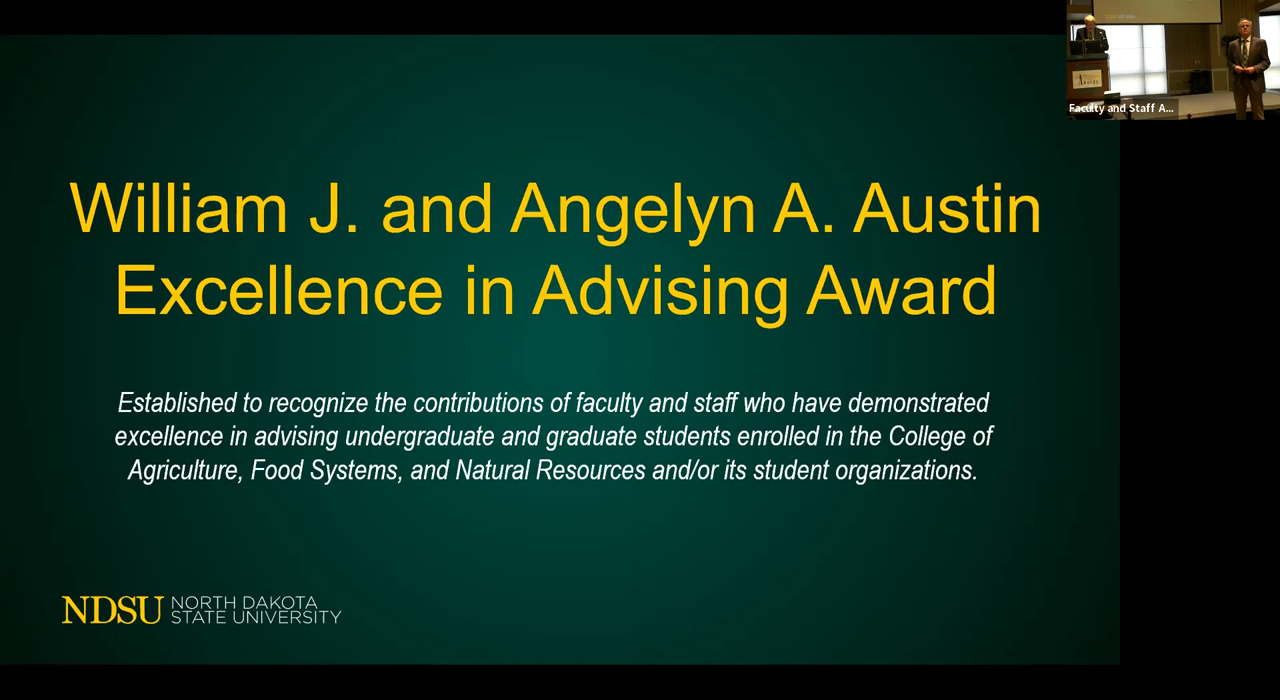 William J. and Angelyn A. Austin
Excellence in Advising Award
Established to recognize the contributions of faculty and staff who have demonstrated
excellence in advising undergraduate and graduate students enrolled in the College of
Agriculture, Food Systems, and Natural Resources and/or its student organizations.
NDSU NORTH DAKOTA
STATE UNIVERSITY
Faculty and Staff A...